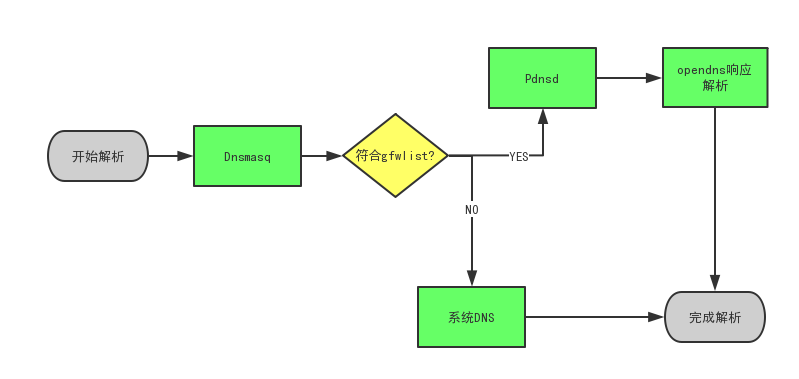 开始解析
Dnsmasq
符合gfwlist?
YES
Pdnsd
opendns响应
解析
NO
系统DNS
完成解析